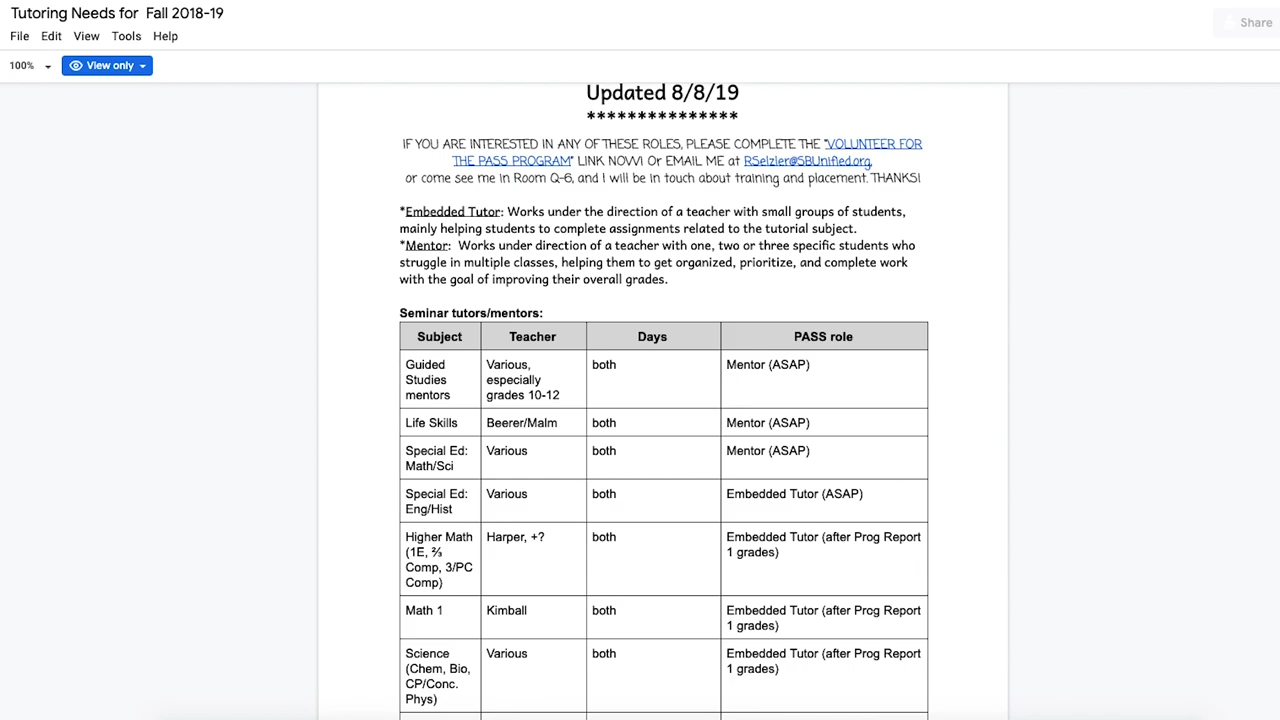 Tutoring Needs for Fall 2018-19
File Edit View Tools Help
Share
100% View only
Updated 8/8/19
***************
IF YOU ARE INTERESTED IN ANY OF THESE ROLES, PLEASE COMPLETE THE "VOLUNTEER FOR
THE PASS PROGRAM" LINK NOW! Or EMAIL ME at RSelzler@SBUnified.org,
or come see me in Room Q-6, and I will be in touch about training and placement. THANKS!
*Embedded Tutor: Works under the direction of a teacher with small groups of students,
mainly helping students to complete assignments related to the tutorial subject.
*Mentor: Works under direction of a teacher with one, two or three specific students who
struggle in multiple classes, helping them to get organized, prioritize, and complete work
with the goal of improving their overall grades.
Seminar tutors/mentors:
Subject Teacher Days PASS role
Guided Various, both Mentor (ASAP)
Studies especially
mentors grades 10-12
Life Skills Beerer/Malm both Mentor (ASAP)
Special Ed: Various both Mentor (ASAP)
Math/Sci
Special Ed: Various both Embedded Tutor (ASAP)
Eng/Hist
Higher Math Harper, +? both Embedded Tutor (after Prog Report
(1E, ⅔ 1 grades)
Comp, 3/PC
Comp)
Math 1 Kimball both Embedded Tutor (after Prog Report
1 grades)
Science Various both Embedded Tutor (after Prog Report
(Chem, Bio, 1 grades)
CP/Conc.
Phys)